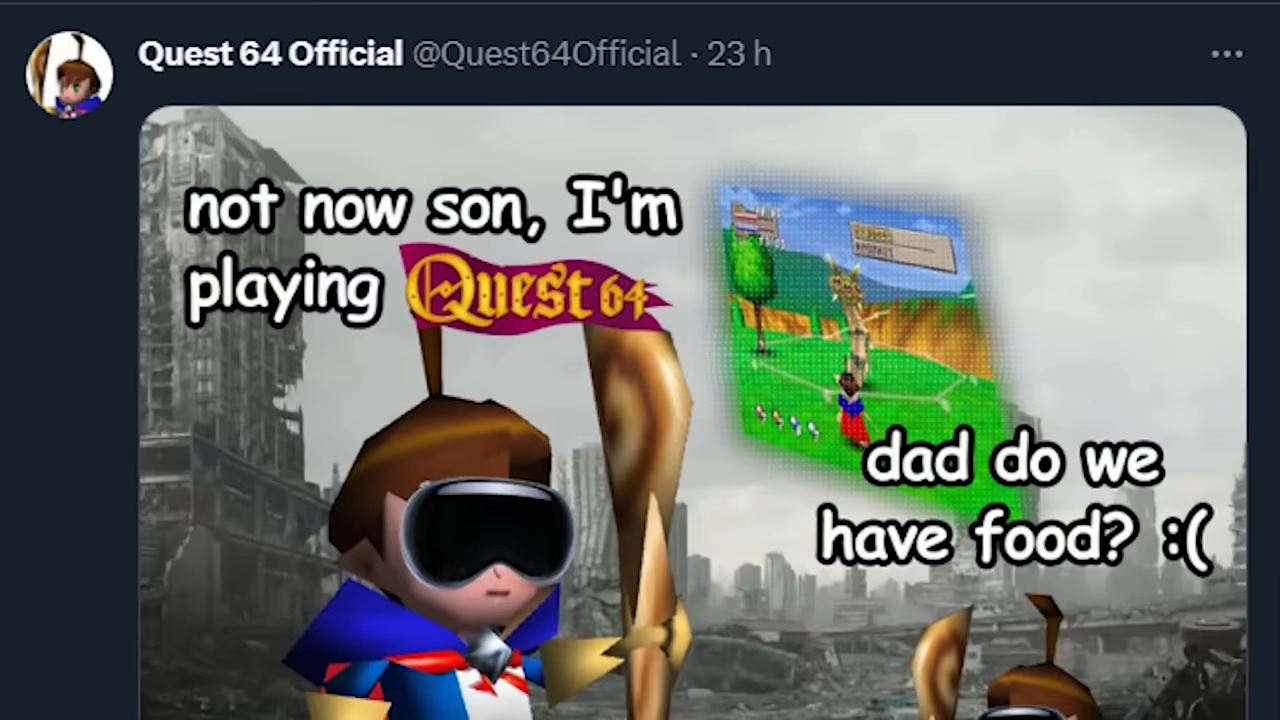 Quest 64 Official @Quest64Official · 23 h
not now son, I'm
playing Quest 64
dad do we
have food? :(